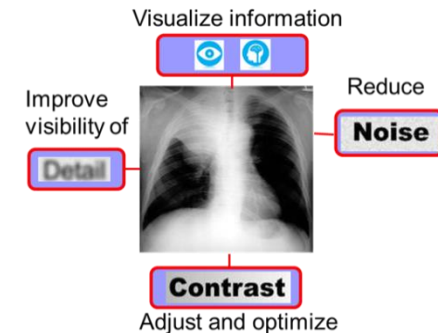 Visualize information
Reduce
Noise
Improve
visibility of
Detail
Contrast
Adjust and optimize